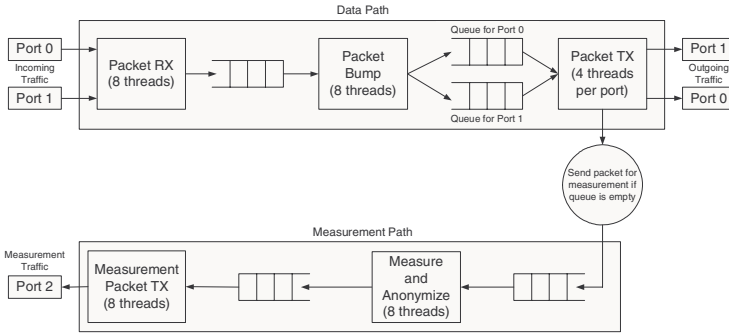 Data Path
Port 0
Incoming
Traffic
Port 1
Packet RX
(8 threads)
Packet
Bump
(8 threads)
Queue for Port 0
Queue for Port 1
Packet TX
(4 threads
per port)
Port 1
Outgoing
Traffic
Port 0
Send packet for
measurement if
queue is empty
Measurement Path
Measurement
Traffic
Port 2
Measurement
Packet TX
(8 threads)
Measure
and
Anonymize
(8 threads)